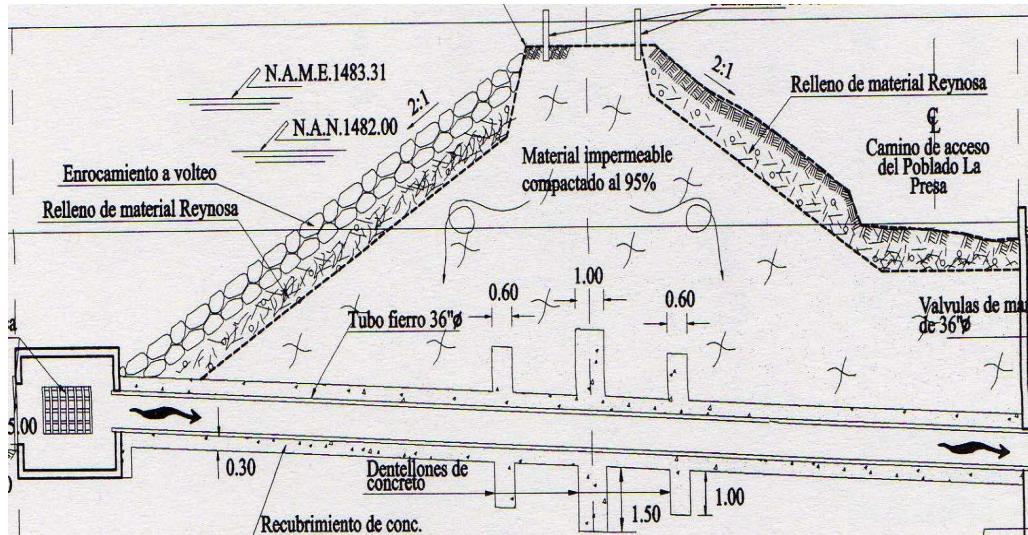 N.A.M.E.1483.31
2:1
2:1
Relleno de material Reynosa
N.A.N.1482.00
Camino de acceso
del Poblado La
Presa
Enrocamiento a volteo
Material impermeable
compactado al 95%
Relleno de material Reynosa
1.00
0.60
0.60
Tubo fierro 36"ø
Valvulas de
de 36"ø
5.00
0.30
Dentellones de
concreto
1.00
1.50
Recubrimiento de conc.